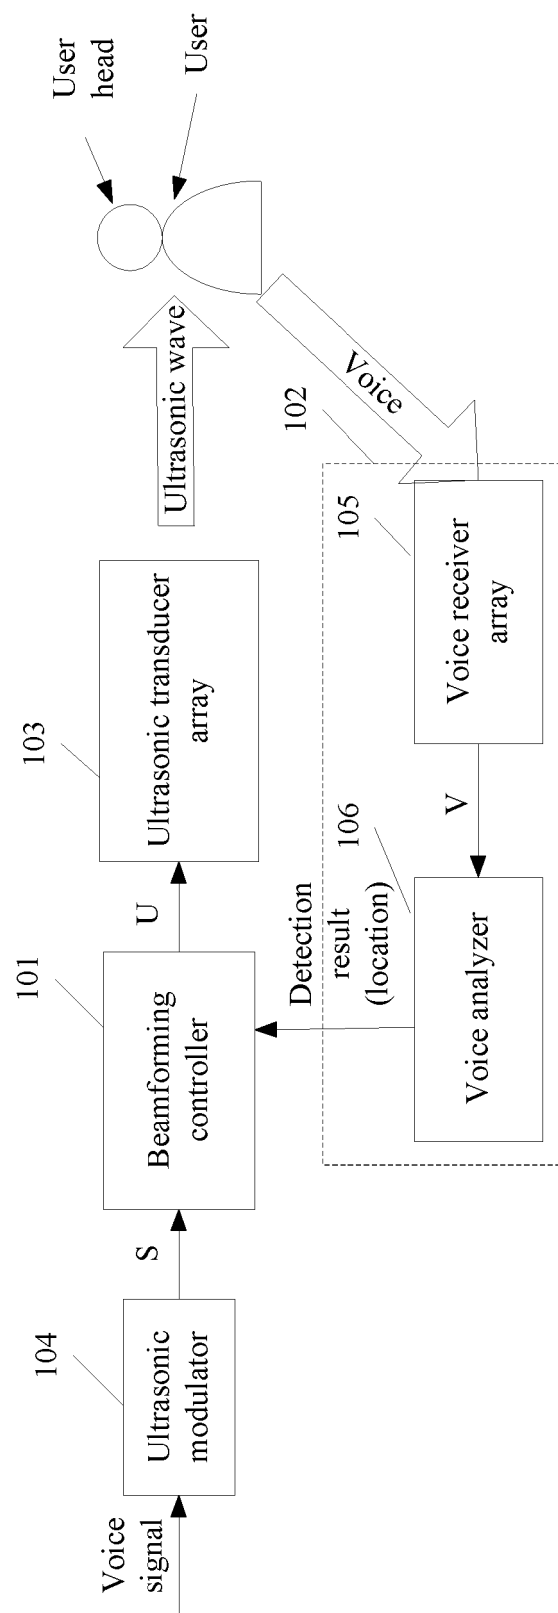 User
head
User
Ultrasonic wave
Voice
102
103
Ultrasonic transducer
array
105
Voice receiver
array
U
V
101
Beamforming
controller
106
Detection
result
(location)
Voice analyzer
S
104
Ultrasonic
modulator
Voice
signal